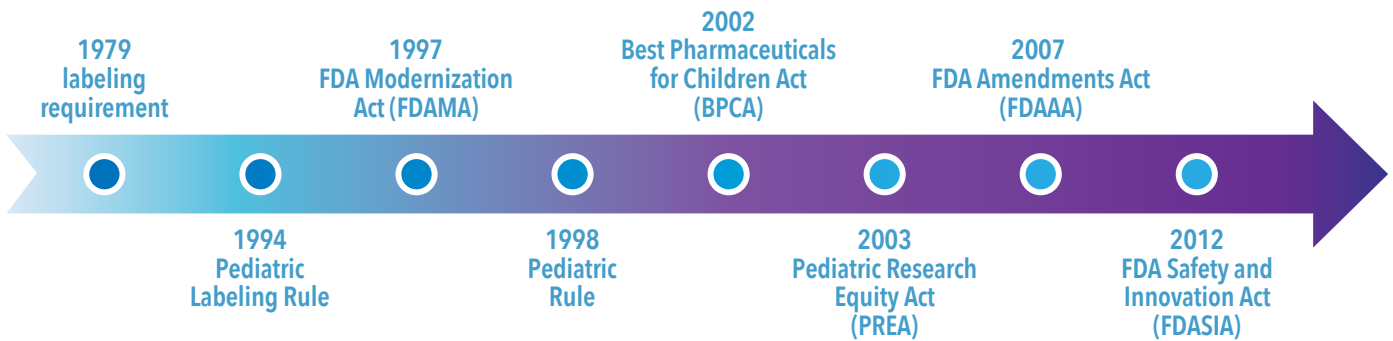 1979
labeling
requirement
1994
Pediatric
Labeling Rule
1997
FDA Modernization
Act (FDAMA)
1998
Pediatric
Rule
2002
Best Pharmaceuticals
for Children Act
(BPCA)
2003
Pediatric Research
Equity Act
(PREA)
2007
FDA Amendments Act
(FDAAA)
2012
FDA Safety and
Innovation Act
(FDASIA)